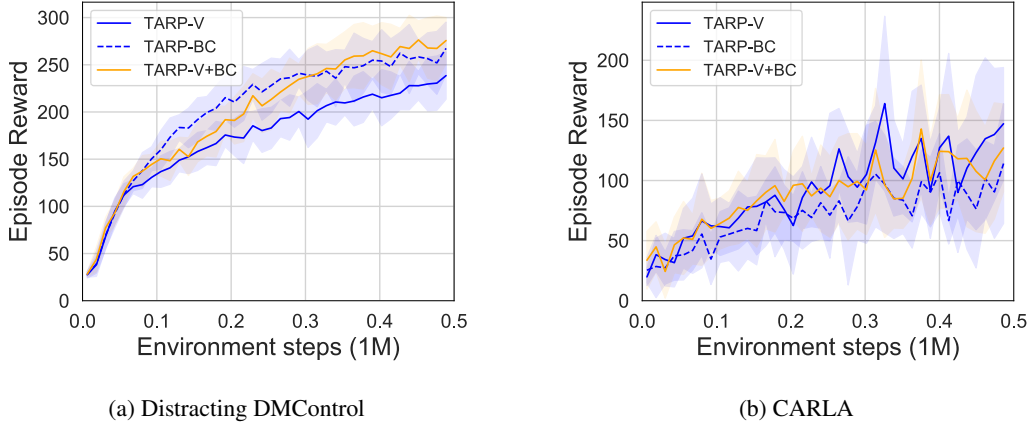 300
250
200
150
100
50
0
Episode Reward
TARP-V
TARP-BC
TARP-V+BC
0.0 0.1 0.2 0.3 0.4 0.5
Environment steps (1M)
(a) Distracting DMControl
200
150
100
50
0
Episode Reward
TARP-V
TARP-BC
TARP-V+BC
0.0 0.1 0.2 0.3 0.4 0.5
Environment steps (1M)
(b) CARLA